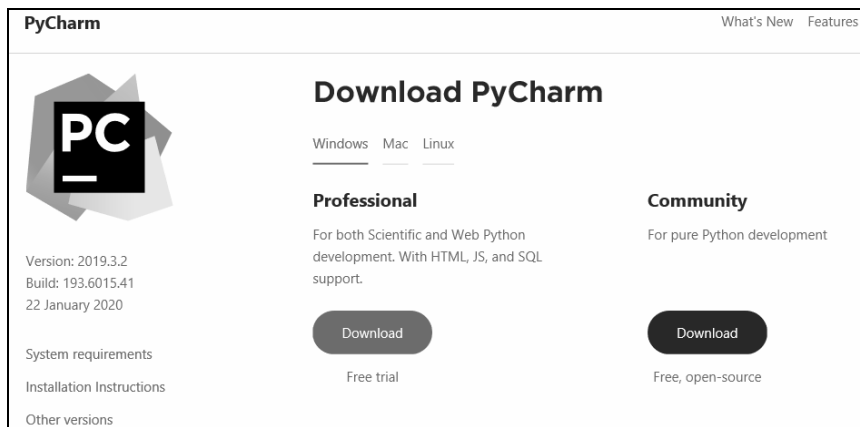 PyCharm
What's New Features
PC
Download PyCharm
Windows Mac Linux
Professional
For both Scientific and Web Python
development. With HTML, JS, and SQL
support.
Download
Free trial
Community
For pure Python development
Download
Free, open-source
Version: 2019.3.2
Build: 193.6015.41
22 January 2020
System requirements
Installation Instructions
Other versions